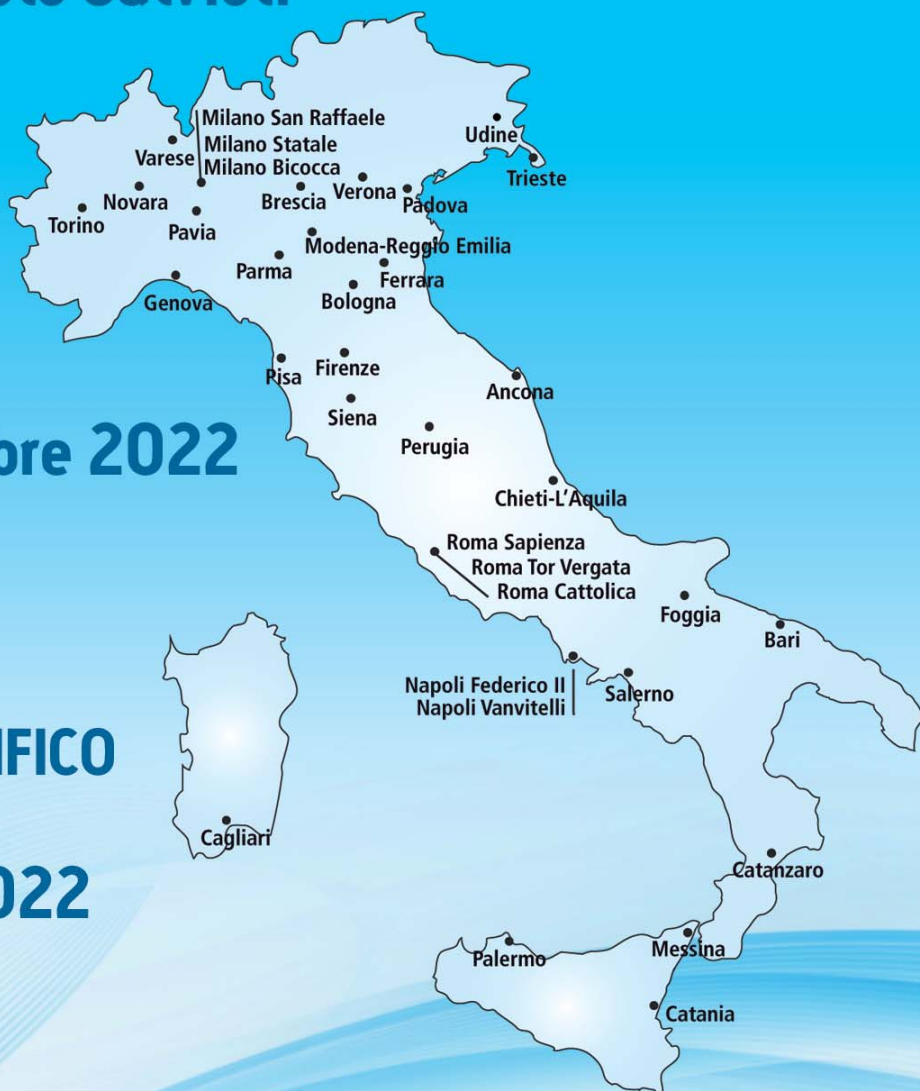 Milano San Raffaele
Milano Statale
Milano Bicocca
Udine
Varese
Trieste
Novara
Brescia
Verona
Padova
Torino
Pavia
Modena-Reggio Emilia
Parma
Ferrara
Genova
Bologna
Firenze
Pisa
Ancona
Siena
Perugia
2022
Chieti-L'Aquila
Roma Sapienza
Roma Tor Vergata
Roma Cattolica
Foggia
Bari
Napoli Federico II
Salerno
Napoli Vanvitelli
IFICO
Cagliari
Catanzaro
022
Messina
Palermo
Catania